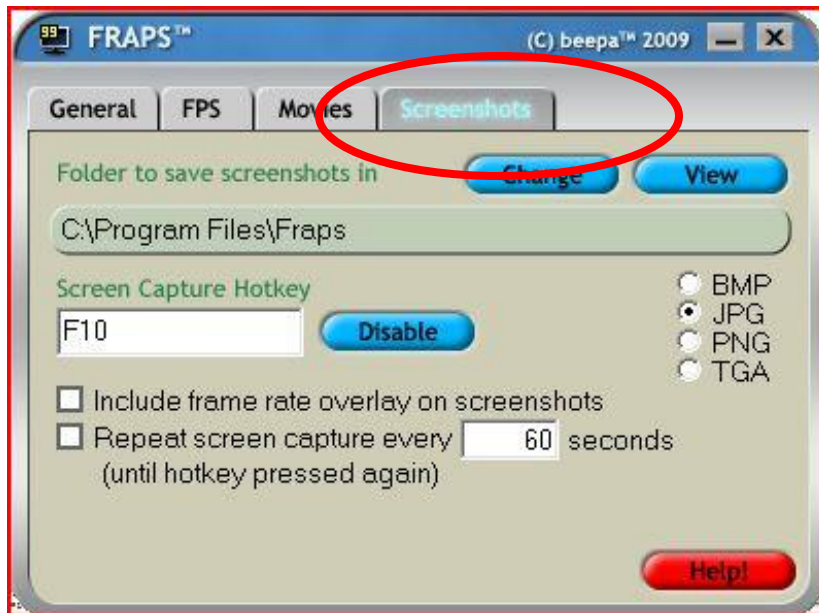 99 FRAPS™ (C) beepa™ 2009
General FPS Movies Screenshots
Folder to save screenshots in Change View
C:\Program Files\Fraps
Screen Capture Hotkey
F10 Disable
BMP
JPG
PNG
TGA
Include frame rate overlay on screenshots
Repeat screen capture every 60 seconds
(until hotkey pressed again)
Help!